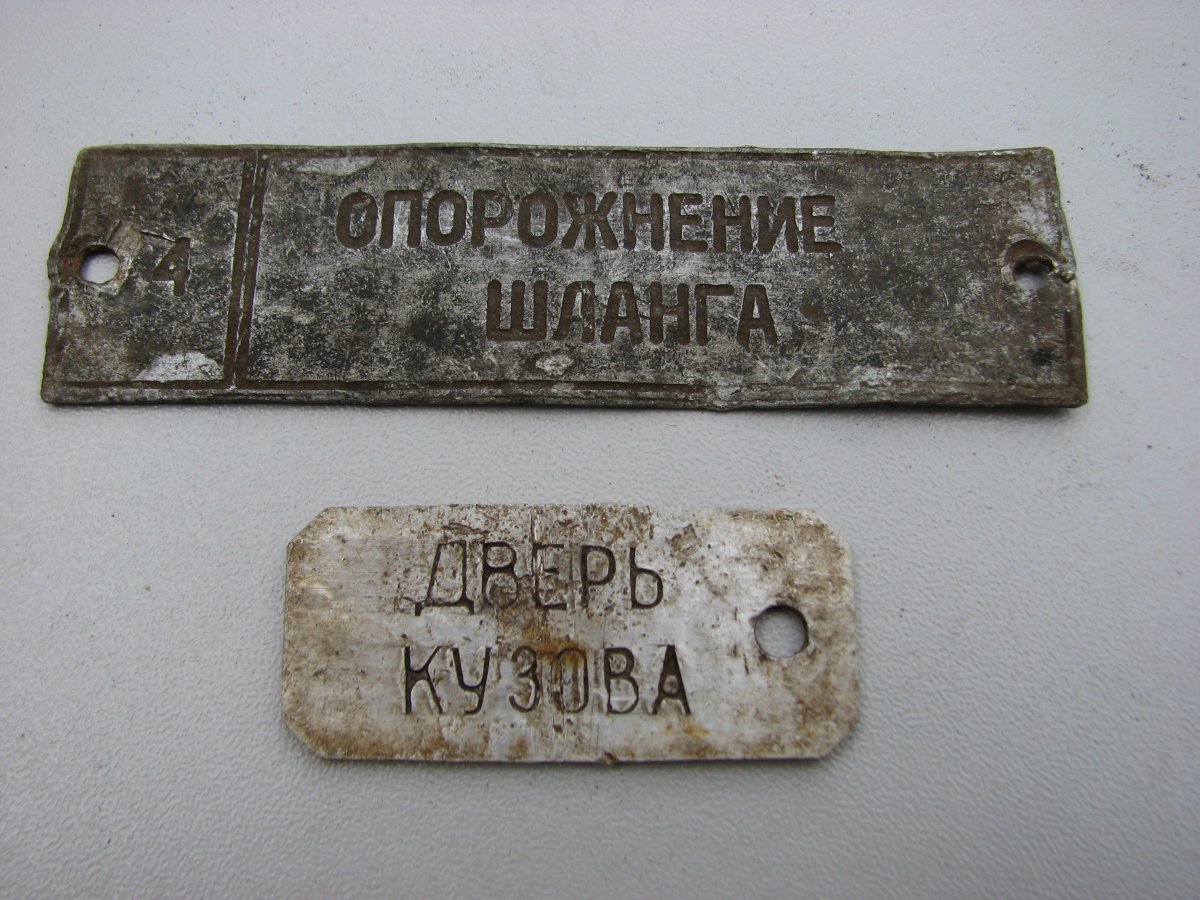 4
ОПОРОЖНЕНИЕ
ШЛАНГА
ДВЕРЬ
КУЗОВА